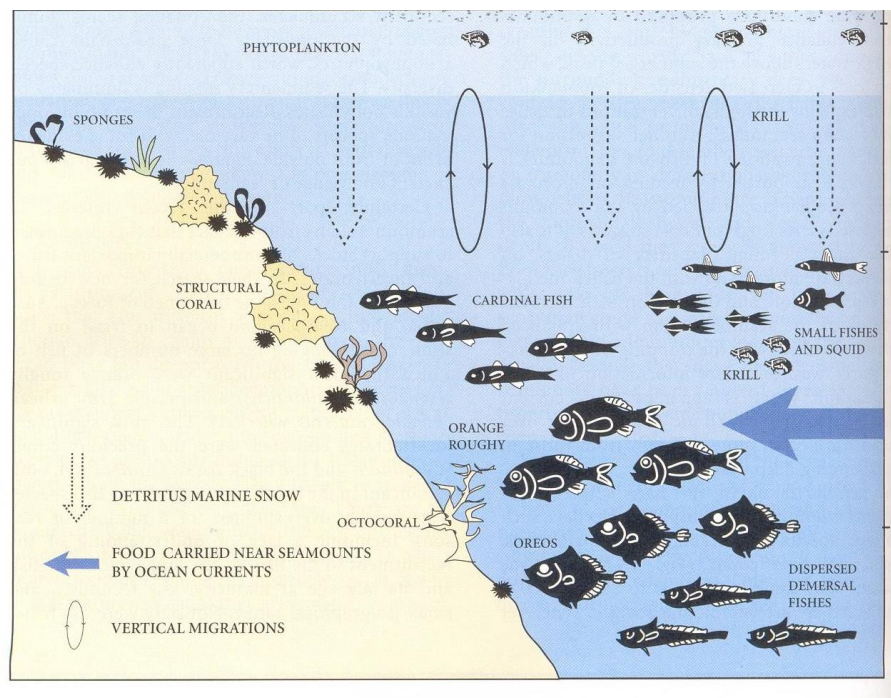 PHYTOPLANKTON
SPONGES
KRILL
STRUCTURAL
CORAL
CARDINAL FISH
SMALL FISHES
AND SQUID
KRILL
ORANGE
ROUGHY
DETRITUS MARINE SNOW
OCTOCORAL
OREOS
FOOD CARRIED NEAR SEAMOUNTS
BY OCEAN CURRENTS
DISPERSED
DEMERSAL
FISHES
VERTICAL MIGRATIONS